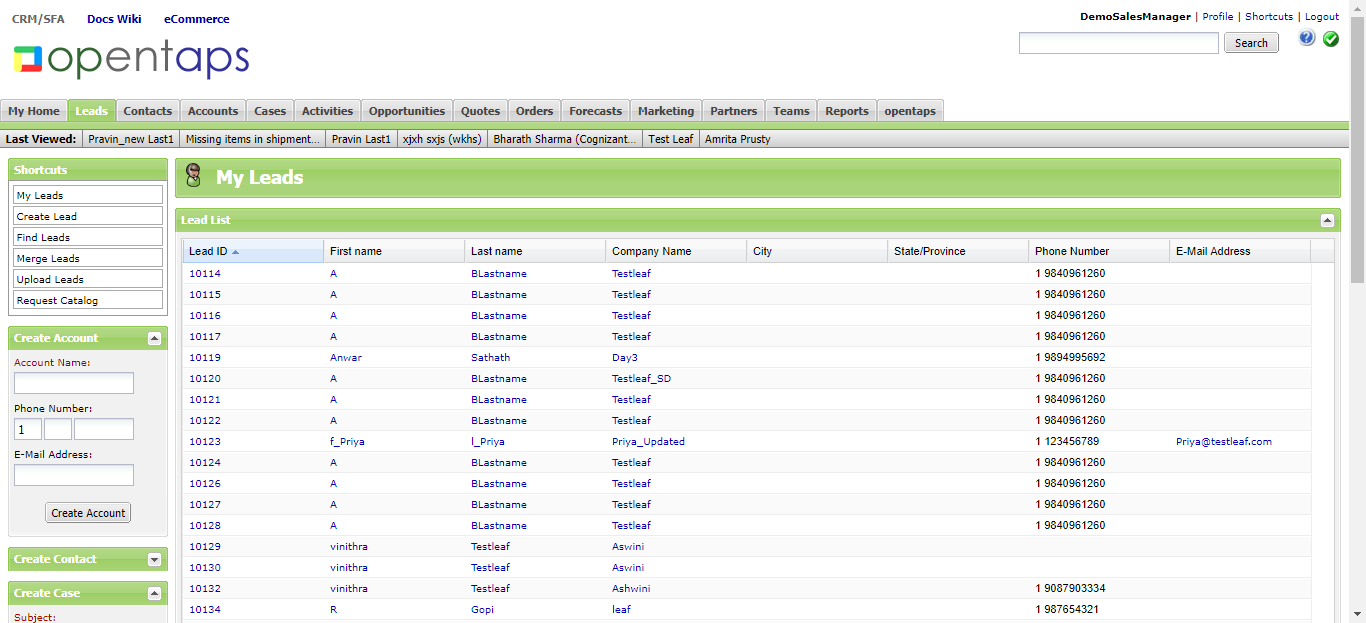 CRM/SFA Docs Wiki eCommerce
DemoSalesManager | Profile | Shortcuts | Logout
opentaps
Search
?
My Home Leads Contacts Accounts Cases Activities Opportunities Quotes Orders Forecasts Marketing Partners Teams Reports opentaps
Last Viewed: Pravin_new Last1 Missing items in shipment... Pravin Last1 xjxh sxjs (wkhs) Bharath Sharma (Cognizant... Test Leaf Amrita Prusty
Shortcuts
My Leads
Create Lead
Find Leads
Merge Leads
Upload Leads
Request Catalog
Create Account
Account Name:
Phone Number:
1
E-Mail Address:
Create Account
Create Contact
Create Case
Subject:
My Leads
Lead List
Lead ID First name Last name Company Name City State/Province Phone Number E-Mail Address
10114 A BLastname Testleaf 1 9840961260
10115 A BLastname Testleaf 1 9840961260
10116 A BLastname Testleaf 1 9840961260
10117 A BLastname Testleaf 1 9840961260
10119 Anwar Sathath Day3 1 9894995692
10120 A BLastname Testleaf_SD 1 9840961260
10121 A BLastname Testleaf 1 9840961260
10122 A BLastname Testleaf 1 9840961260
10123 f_Priya l_Priya Priya_Updated 1 123456789 Priya@testleaf.com
10124 A BLastname Testleaf 1 9840961260
10126 A BLastname Testleaf 1 9840961260
10127 A BLastname Testleaf 1 9840961260
10128 A BLastname Testleaf 1 9840961260
10129 vinithra Testleaf Aswini
10130 vinithra Testleaf Aswini
10132 vinithra Testleaf Ashwini 1 9087903334
10134 R Gopi leaf 1 987654321